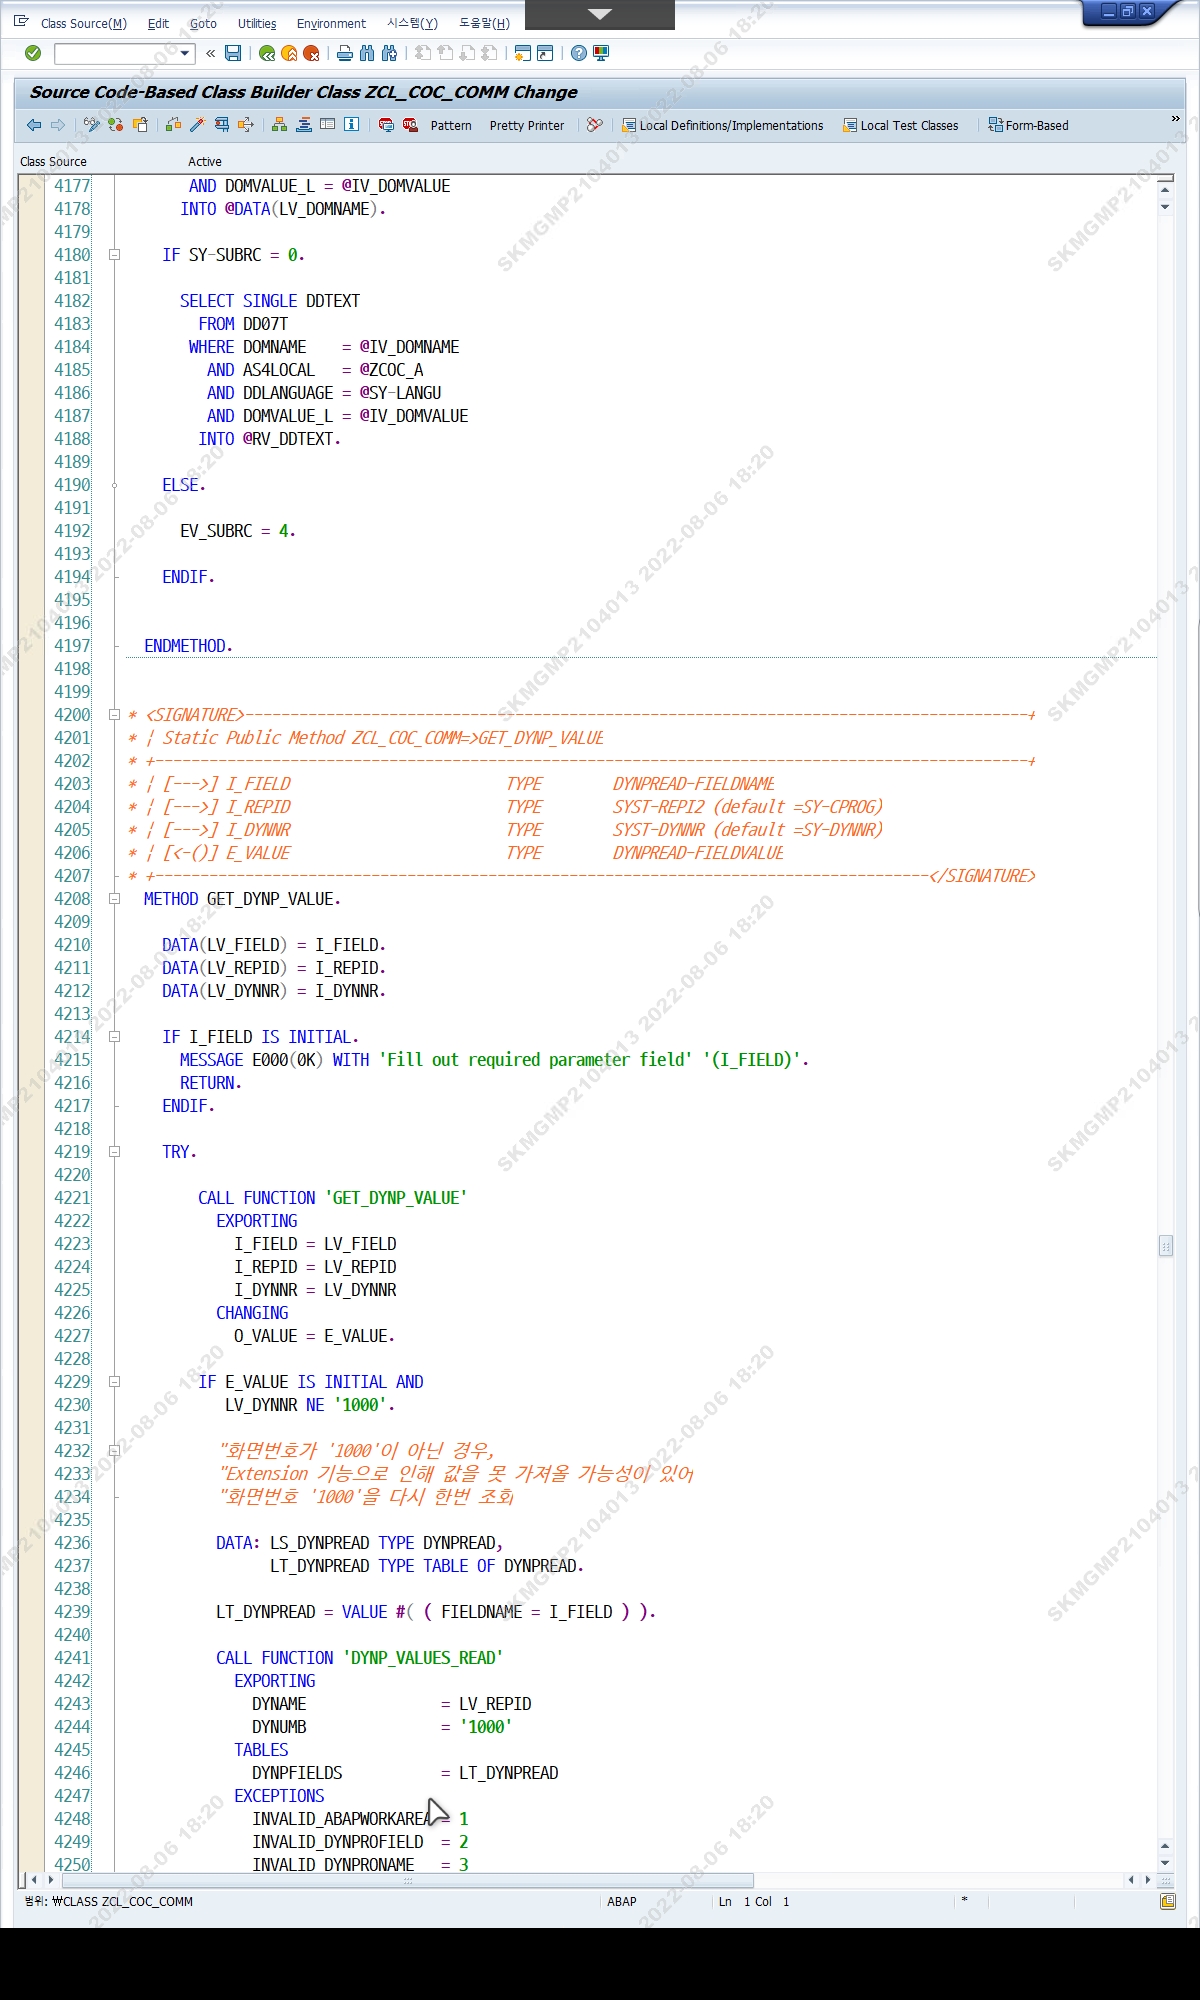 Class Source(M) Edit Goto Utilities Environment 시스템(Y) 도움말(H)
Source Code-Based Class Builder Class ZCL_COC_COMM Change
Pattern Pretty Printer Local Definitions/Implementations Local Test Classes Form-Based »
Class Source Active
4177 AND DOMVALUE_L = @IV_DOMVALUE
4178 INTO @DATA(LV_DOMNAME).
4179
4180 IF SY-SUBRC = 0.
4181
4182 SELECT SINGLE DDTEXT
4183 FROM DD07T
4184 WHERE DOMNAME = @IV_DOMNAME
4185 AND AS4LOCAL = @ZCOC_A
4186 AND DDLANGUAGE = @SY-LANGU
4187 AND DOMVALUE_L = @IV_DOMVALUE
4188 INTO @RV_DDTEXT.
4189
4190 ELSE.
4191
4192 EV_SUBRC = 4.
4193
4194 ENDIF.
4195
4196
4197 ENDMETHOD.
4198
4199
4200 * <SIGNATURE>---------------------------------------------------------------------------------------+
4201 * | Static Public Method ZCL_COC_COMM=>GET_DYNP_VALUE
4202 * +-------------------------------------------------------------------------------------------------+
4203 * | [--->] I_FIELD TYPE DYNPREAD-FIELDNAME
4204 * | [--->] I_REPID TYPE SYST-REPI2 (default =SY-CPROG)
4205 * | [--->] I_DYNNR TYPE SYST-DYNNR (default =SY-DYNNR)
4206 * | [<-()] E_VALUE TYPE DYNPREAD-FIELDVALUE
4207 * +--------------------------------------------------------------------------------------</SIGNATURE>
4208 METHOD GET_DYNP_VALUE.
4209
4210 DATA(LV_FIELD) = I_FIELD.
4211 DATA(LV_REPID) = I_REPID.
4212 DATA(LV_DYNNR) = I_DYNNR.
4213
4214 IF I_FIELD IS INITIAL.
4215 MESSAGE E000(0K) WITH 'Fill out required parameter field' '(I_FIELD)'.
4216 RETURN.
4217 ENDIF.
4218
4219 TRY.
4220
4221 CALL FUNCTION 'GET_DYNP_VALUE'
4222 EXPORTING
4223 I_FIELD = LV_FIELD
4224 I_REPID = LV_REPID
4225 I_DYNNR = LV_DYNNR
4226 CHANGING
4227 O_VALUE = E_VALUE.
4228
4229 IF E_VALUE IS INITIAL AND
4230 LV_DYNNR NE '1000'.
4231
4232 "화면번호가 '1000'이 아닌 경우,
4233 "Extension 기능으로 인해 값을 못 가져올 가능성이 있어
4234 "화면번호 '1000'을 다시 한번 조회
4235
4236 DATA: LS_DYNPREAD TYPE DYNPREAD,
4237 LT_DYNPREAD TYPE TABLE OF DYNPREAD.
4238
4239 LT_DYNPREAD = VALUE #( ( FIELDNAME = I_FIELD ) ).
4240
4241 CALL FUNCTION 'DYNP_VALUES_READ'
4242 EXPORTING
4243 DYNAME = LV_REPID
4244 DYNUMB = '1000'
4245 TABLES
4246 DYNPFIELDS = LT_DYNPREAD
4247 EXCEPTIONS
4248 INVALID_ABAPWORKAREA = 1
4249 INVALID_DYNPROFIELD = 2
4250 INVALID_DYNPRONAME = 3
범위: ₩CLASS ZCL_COC_COMM ABAP Ln 1 Col 1 *
SKMGMP2104013 2022-08-06 18:20